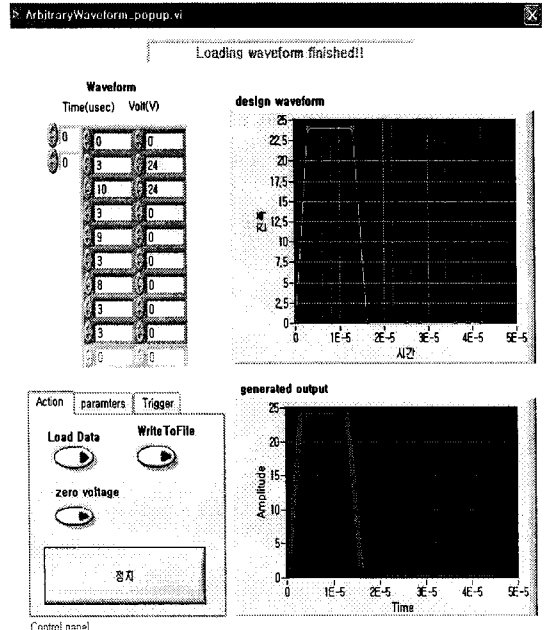 ArbitraryWaveform_popup.vi
Loading waveform finished!!
Waveform
Time(usec) Volt(V)
0
0
0 0
3 24
10 24
3 0
9 0
3 0
8 0
3 0
3 0
0 0
design waveform
25
22,5
20
17,5
15
12,5
10
7,5
5
2,5
0
진폭
0 1E-5 2E-5 3E-5 4E-5 5E-5
시간
Action paramters Trigger
Load Data WriteToFile
zero voltage
정지
generated output
25
20
15
10
5
0
Amplitude
0 1E-5 2E-5 3E-5 4E-5 5E-5
Time
Control panel